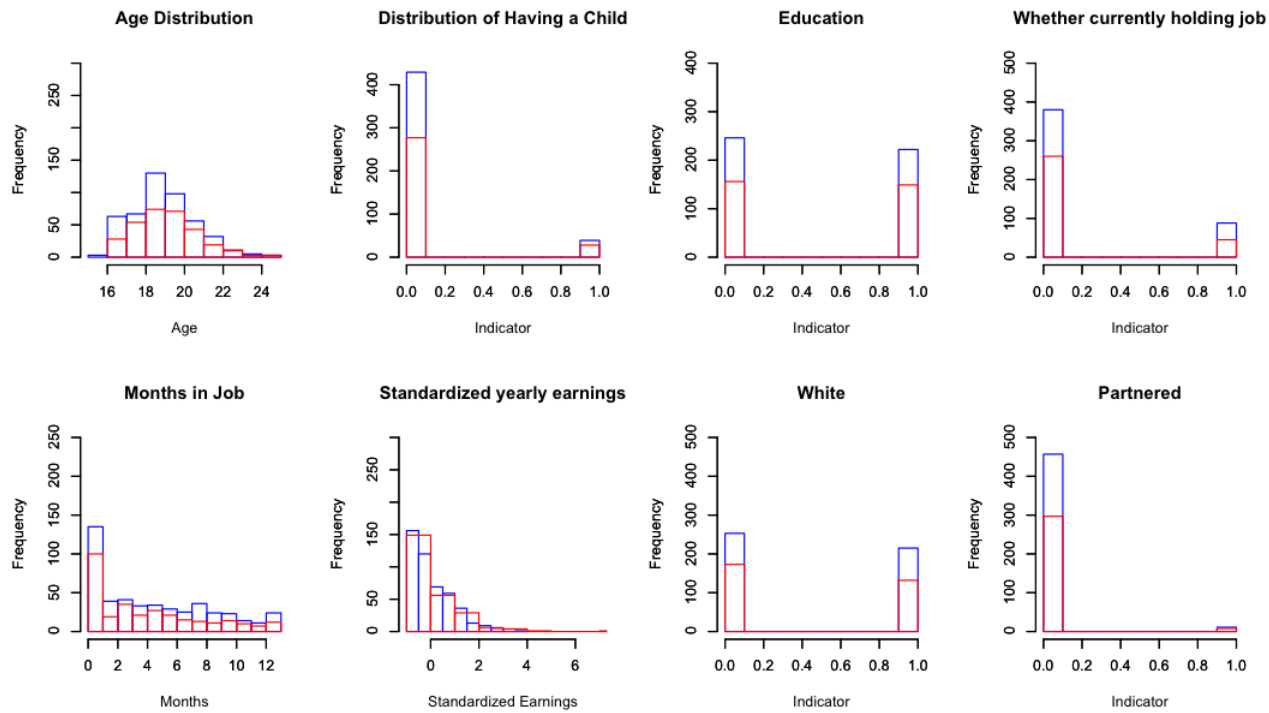 Age Distribution
Frequency
0 50 150 250
16 18 20 22 24
Age
Distribution of Having a Child
Frequency
0 100 200 300 400
0.0 0.2 0.4 0.6 0.8 1.0
Indicator
Education
Frequency
0 100 200 300 400
0.0 0.2 0.4 0.6 0.8 1.0
Indicator
Whether currently holding job
Frequency
0 100 200 300 400 500
0.0 0.2 0.4 0.6 0.8 1.0
Indicator
Months in Job
Frequency
0 50 100 150 200 250
0 2 4 6 8 10 12
Months
Standardized yearly earnings
Frequency
0 50 150 250
0 2 4 6
Standardized Earnings
White
Frequency
0 100 200 300 400 500
0.0 0.2 0.4 0.6 0.8 1.0
Indicator
Partnered
Frequency
0 100 200 300 400 500
0.0 0.2 0.4 0.6 0.8 1.0
Indicator